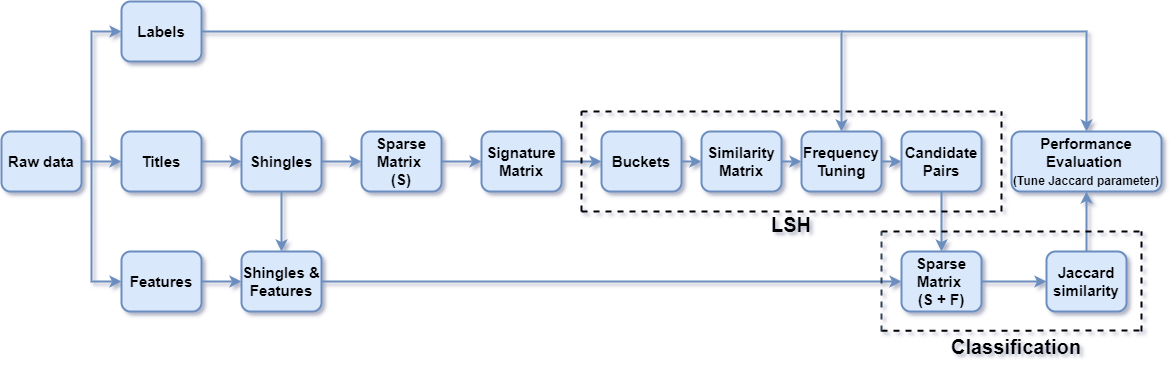 Labels
Raw data
Titles
Shingles
Sparse
Matrix
(S)
Signature
Matrix
Buckets
Similarity
Matrix
Frequency
Tuning
Candidate
Pairs
Performance
Evaluation
(Tune Jaccard parameter)
LSH
Features
Shingles &
Features
Sparse
Matrix
(S + F)
Jaccard
similarity
Classification